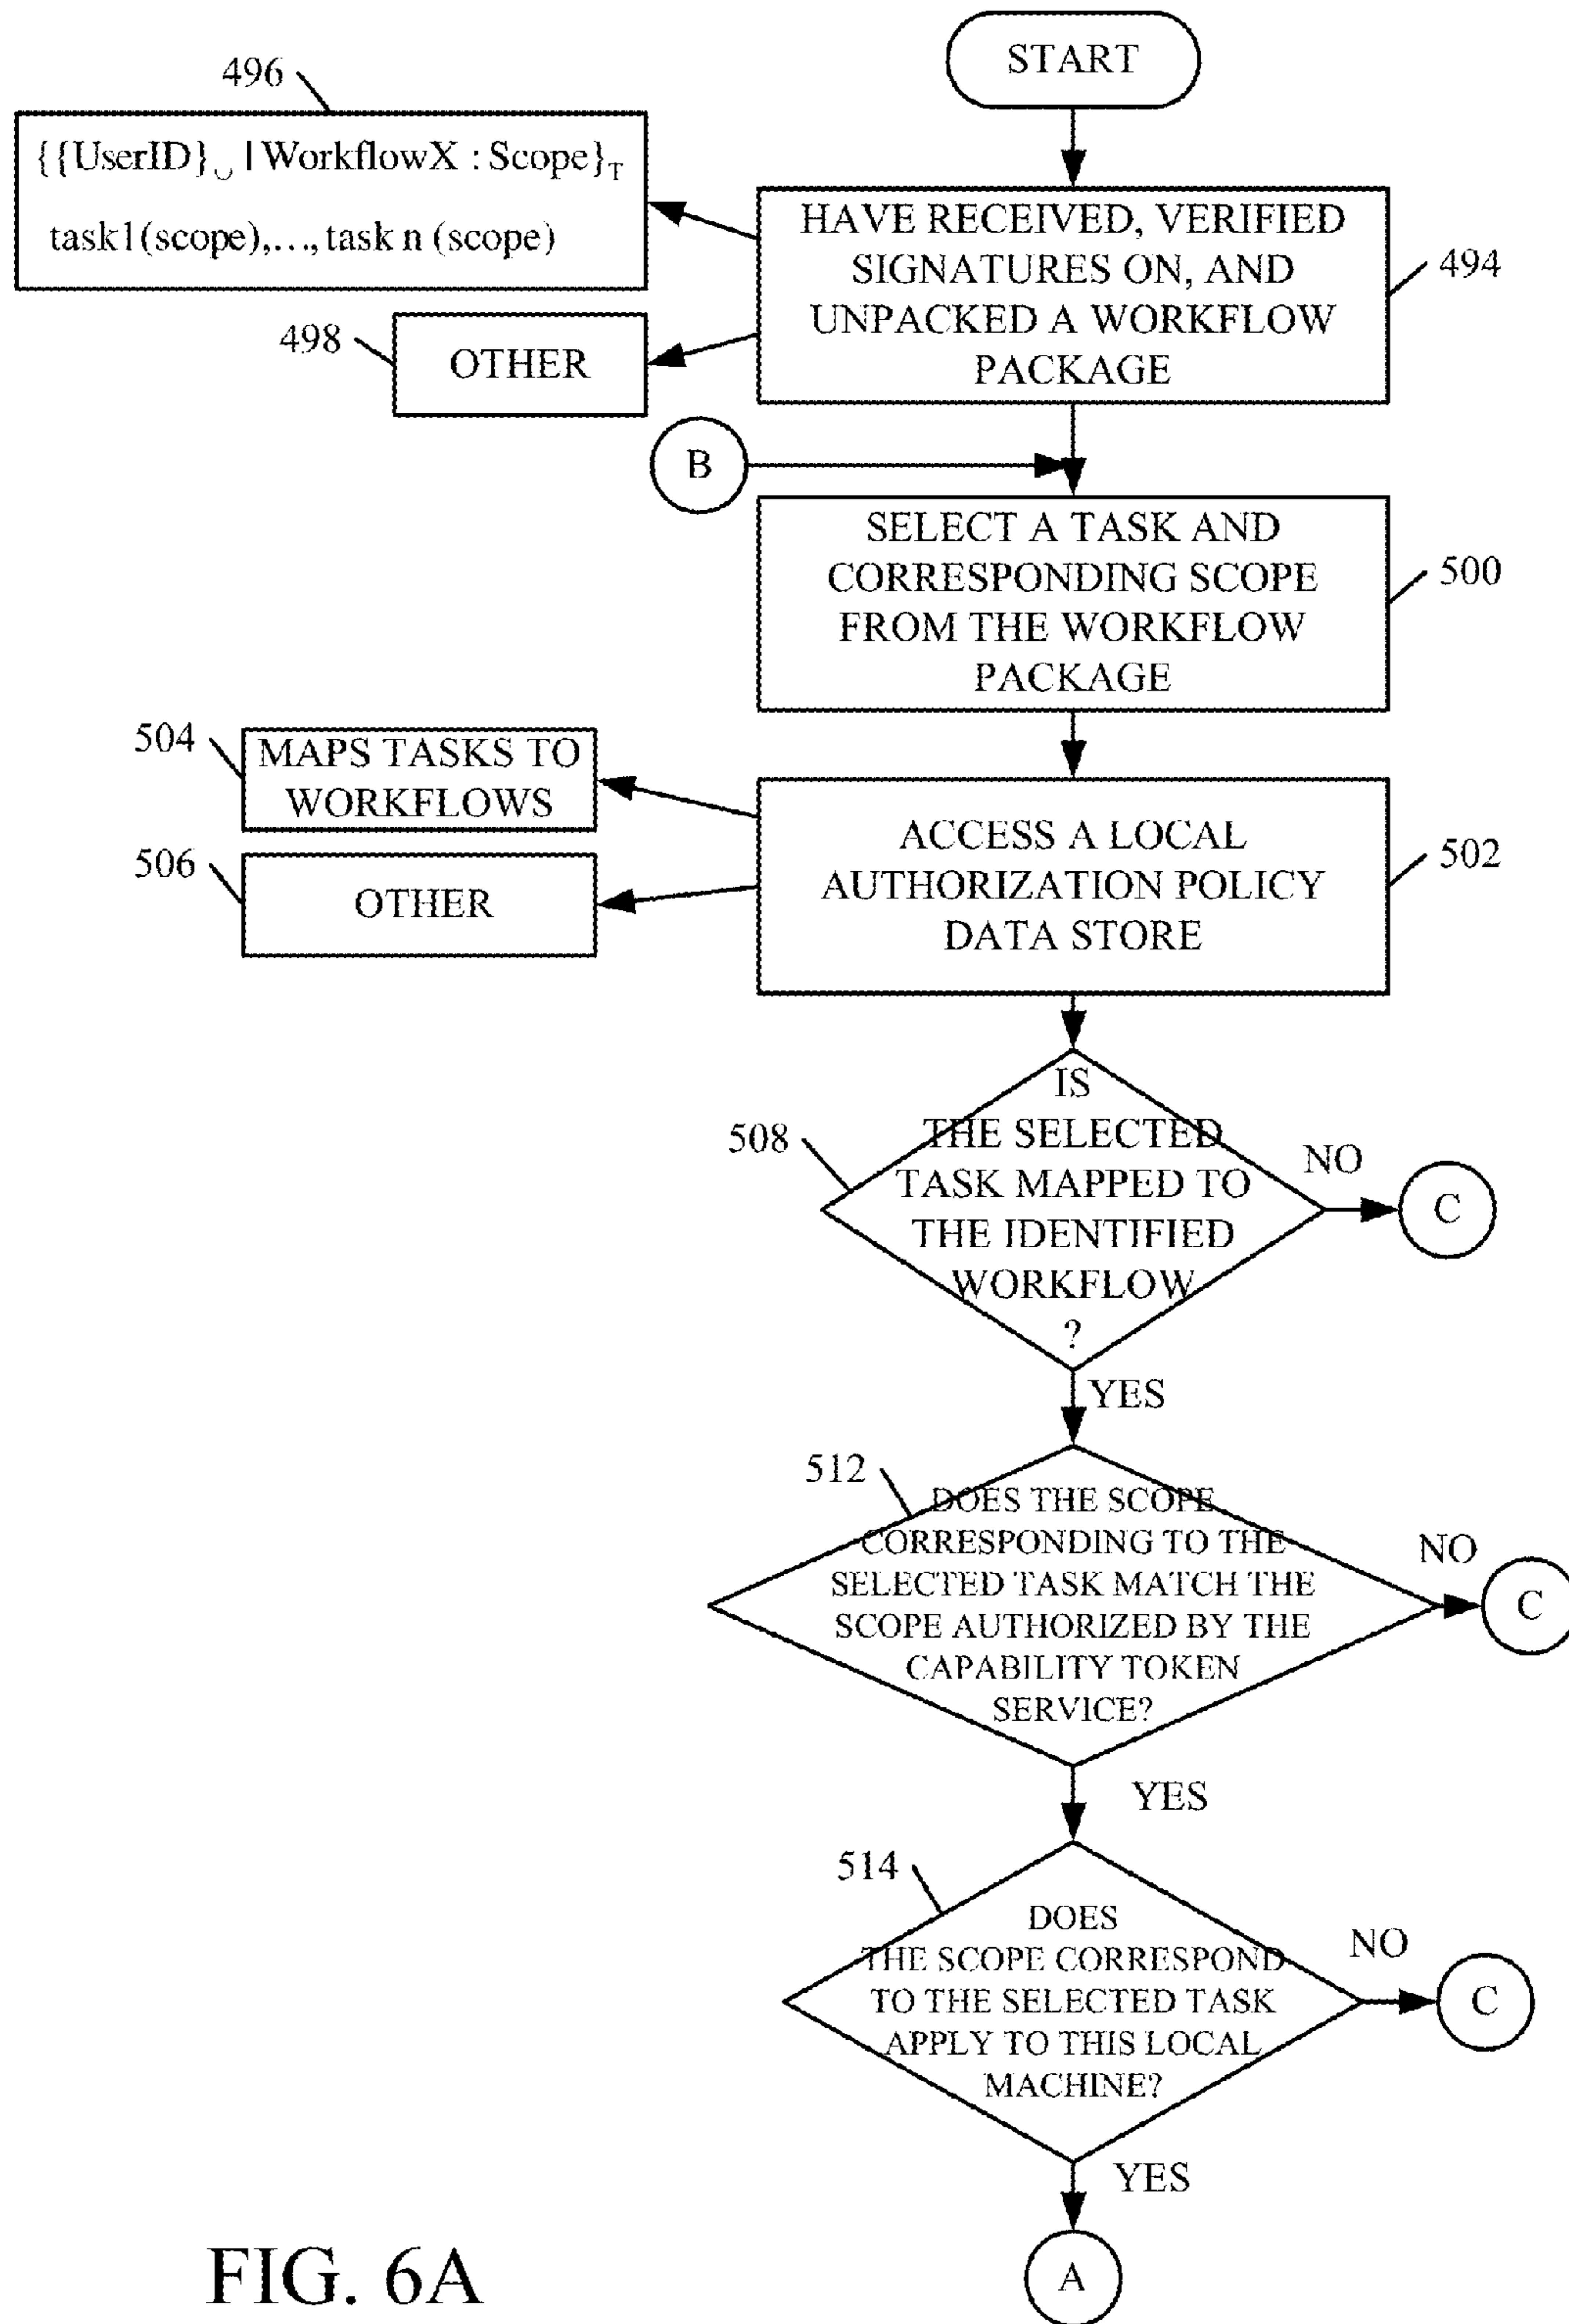 START
496
{{UserID}∪ | WorkflowX : Scope}T
task1(scope),..., task n (scope)
HAVE RECEIVED, VERIFIED
SIGNATURES ON, AND
UNPACKED A WORKFLOW
PACKAGE
494
498
OTHER
B
SELECT A TASK AND
CORRESPONDING SCOPE
FROM THE WORKFLOW
PACKAGE
500
504
MAPS TASKS TO
WORKFLOWS
506
OTHER
ACCESS A LOCAL
AUTHORIZATION POLICY
DATA STORE
502
508
IS
THE SELECTED
TASK MAPPED TO
THE IDENTIFIED
WORKFLOW
?
NO
C
YES
512
DOES THE SCOPE
CORRESPONDING TO THE
SELECTED TASK MATCH THE
SCOPE AUTHORIZED BY THE
CAPABILITY TOKEN
SERVICE?
NO
C
YES
514
DOES
THE SCOPE CORRESPOND
TO THE SELECTED TASK
APPLY TO THIS LOCAL
MACHINE?
NO
C
YES
A
FIG. 6A